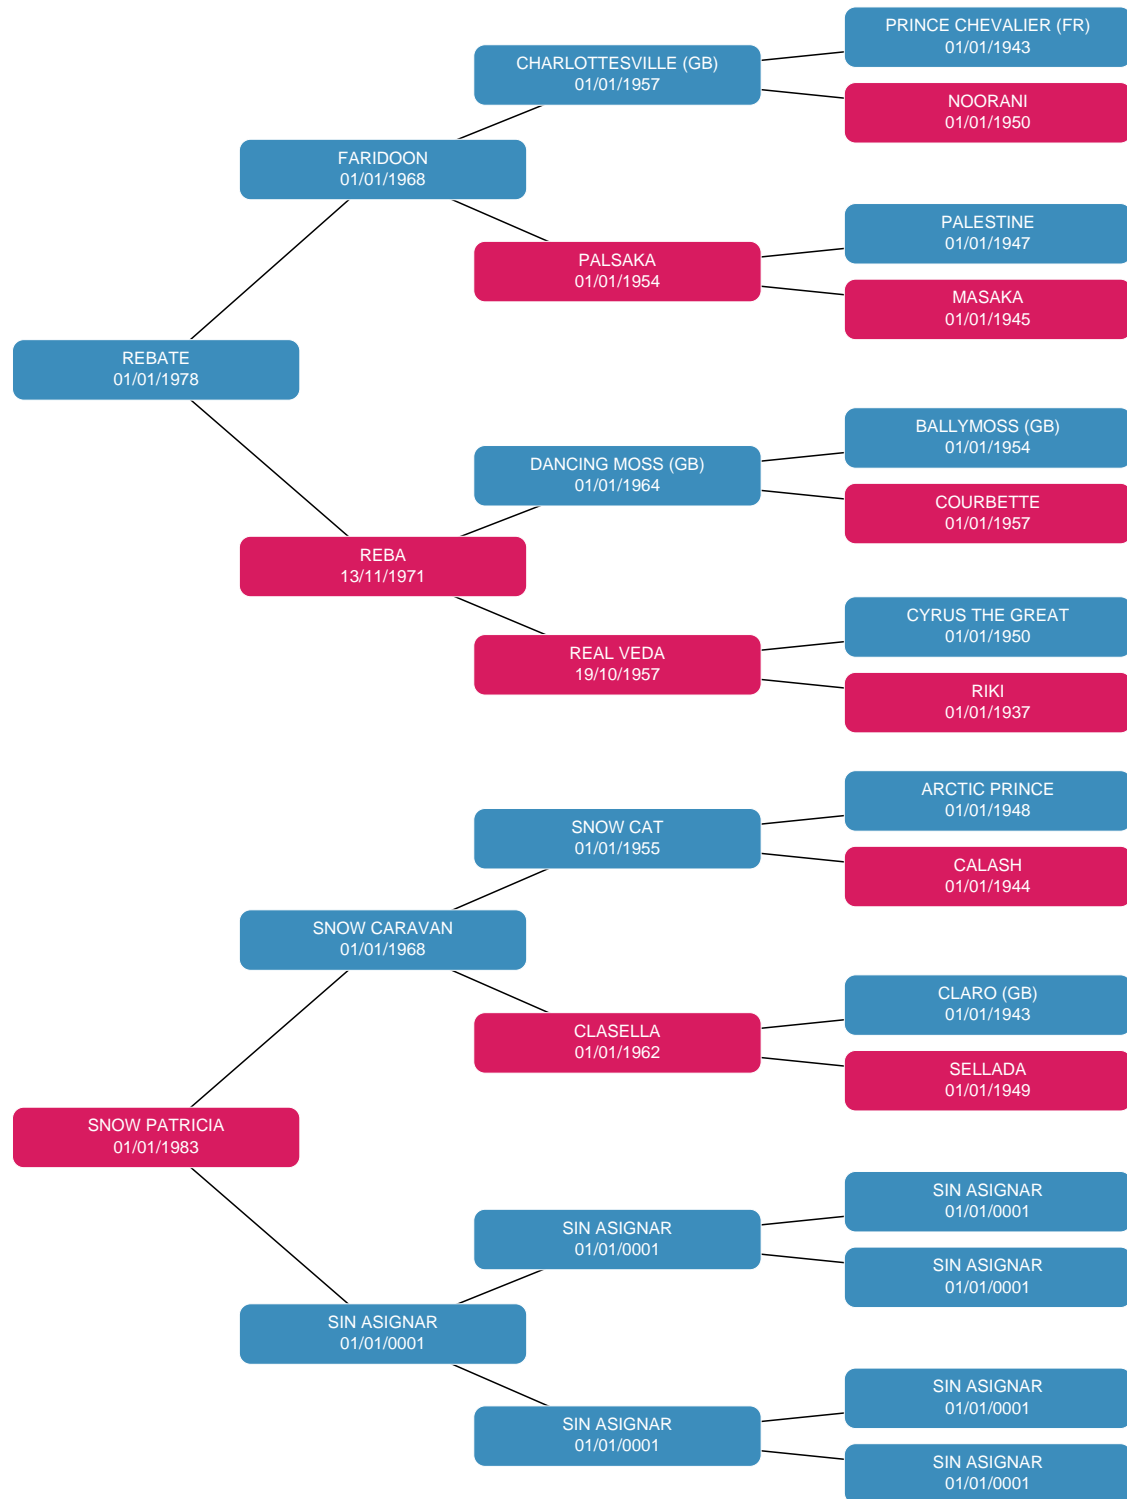 PRINCE CHEVALIER (FR)
01/01/1943
CHARLOTTESVILLE (GB)
01/01/1957
NOORANI
01/01/1950
FARIDOON
01/01/1968
PALESTINE
01/01/1947
PALSAKA
01/01/1954
MASAKA
01/01/1945
REBATE
01/01/1978
BALLYMOSS (GB)
01/01/1954
DANCING MOSS (GB)
01/01/1964
COURBETTE
01/01/1957
REBA
13/11/1971
CYRUS THE GREAT
01/01/1950
REAL VEDA
19/10/1957
RIKI
01/01/1937
ARCTIC PRINCE
01/01/1948
SNOW CAT
01/01/1955
CALASH
01/01/1944
SNOW CARAVAN
01/01/1968
CLARO (GB)
01/01/1943
CLASELLA
01/01/1962
SELLADA
01/01/1949
SNOW PATRICIA
01/01/1983
SIN ASIGNAR
01/01/0001
SIN ASIGNAR
01/01/0001
SIN ASIGNAR
01/01/0001
SIN ASIGNAR
01/01/0001
SIN ASIGNAR
01/01/0001
SIN ASIGNAR
01/01/0001
SIN ASIGNAR
01/01/0001